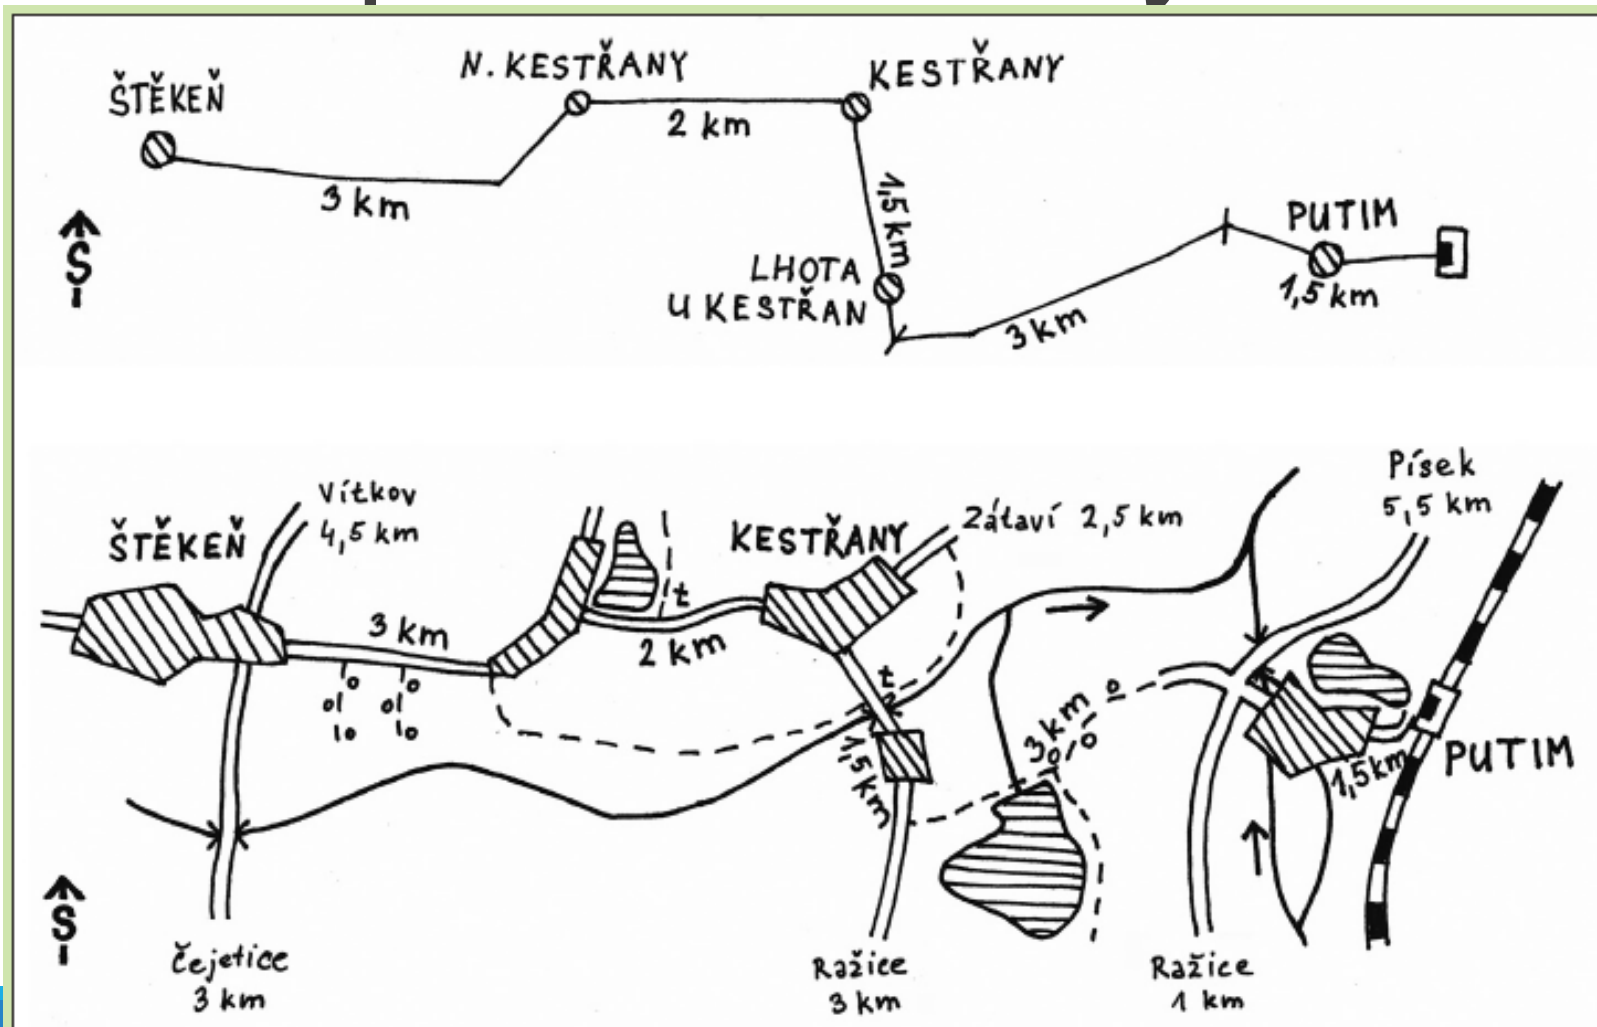 N. KESTŘANY
KESTŘANY
ŠTĚKEŇ
2 km
3 km
1,5 km
PUTIM
S
LHOTA
U KESTŘAN
1,5 km
3 km
Vítkov
4,5 km
Písek
5,5 km
ŠTĚKEŇ
KESTŘANY
Zátaví 2,5 km
t
3 km
2 km
t
3 km
1,5 km
PUTIM
1,5 km
S
Čejetice
3 km
Ražice
3 km
Ražice
1 km